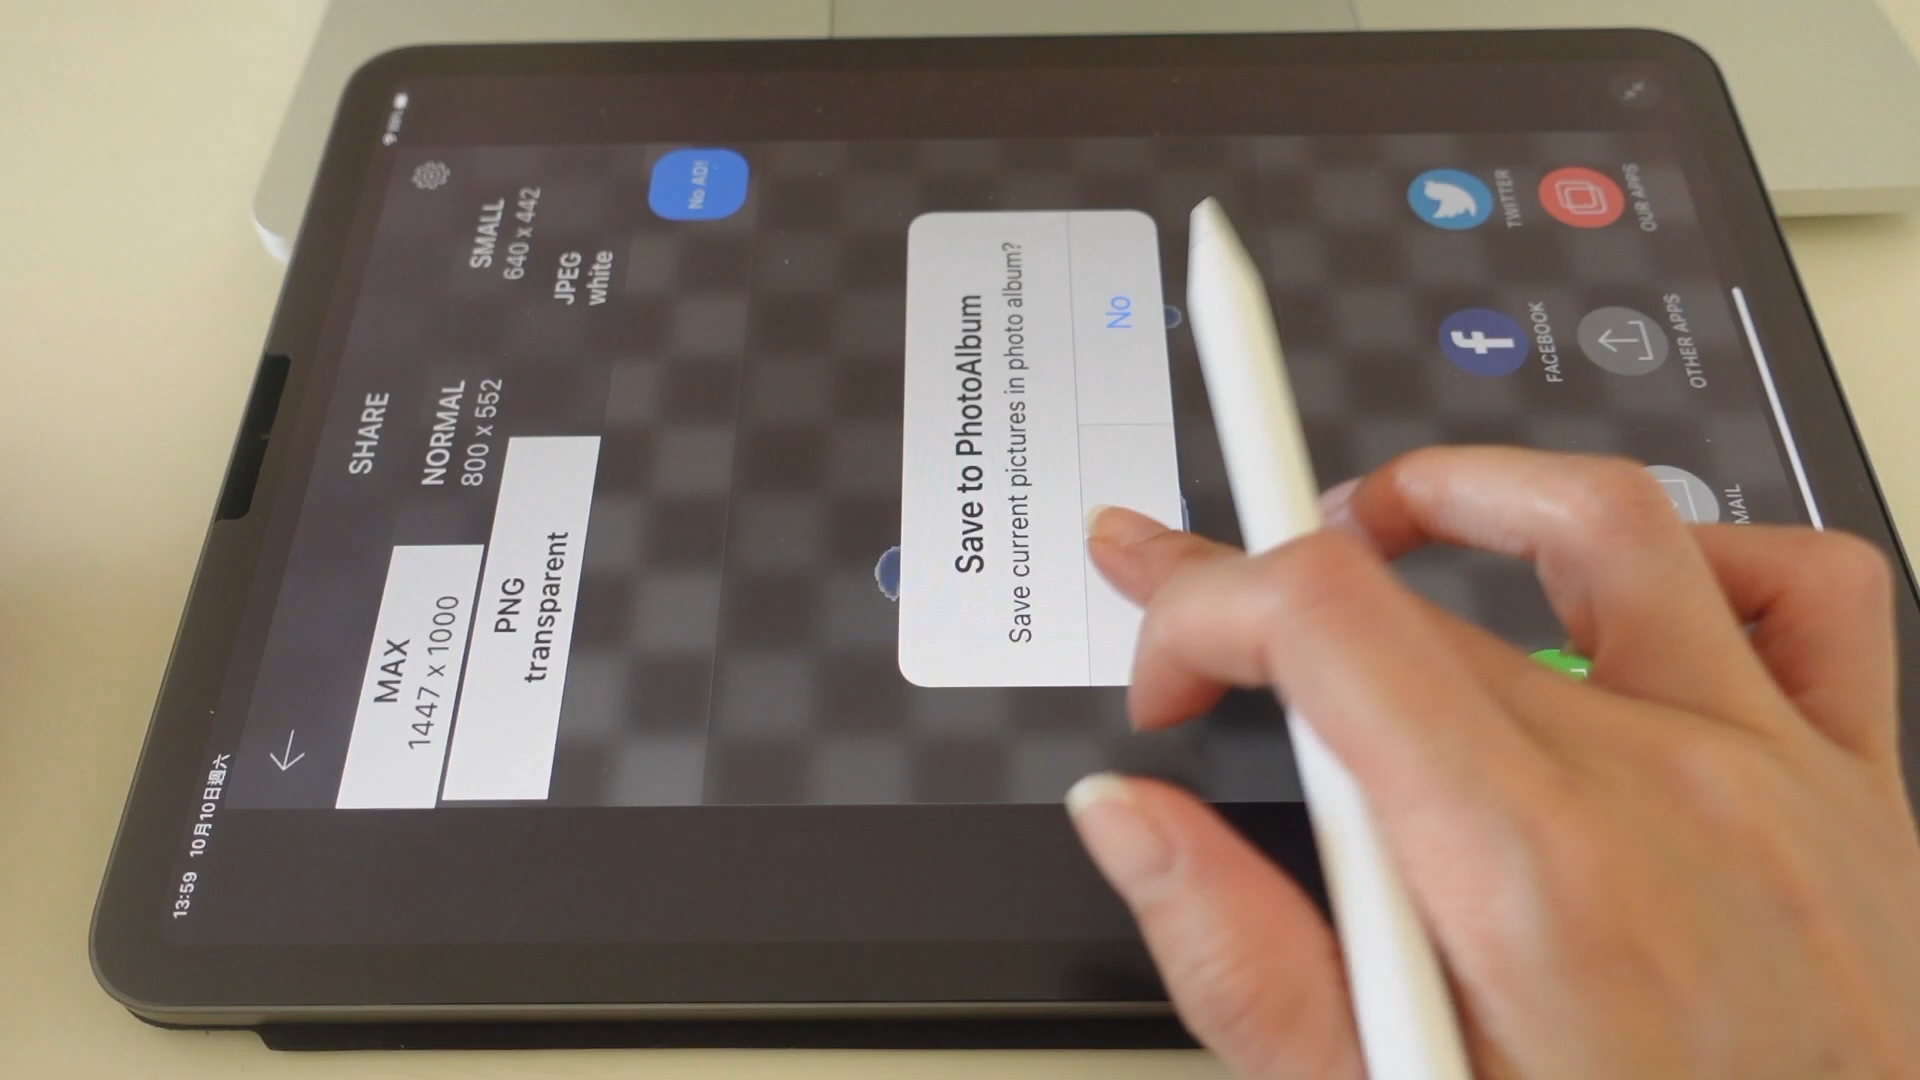 13:59 10月10日週六
SHARE
MAX
1447 x 1000
NORMAL
800 x 552
SMALL
640 x 442
PNG
transparent
JPEG
white
No AD!
Save to PhotoAlbum
Save current pictures in photo album?
No
FACEBOOK
TWITTER
MAIL
OTHER APPS
OUR APPS